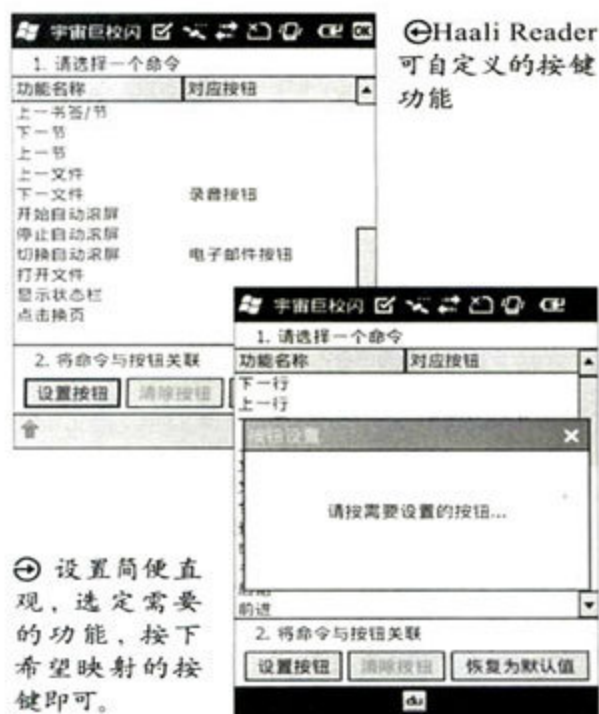 宇宙巨校闪
1. 请选择一个命令
功能名称 对应按钮
上一书签/节
下一节
上一节
上一文件
下一文件 录音按钮
开始自动滚屏
停止自动滚屏
切换自动滚屏 电子邮件按钮
打开文件
显示状态栏
点击换页
2. 将命令与按钮关联
设置按钮 清除按钮
Haali Reader
可自定义的按键
功能
宇宙巨校闪
1. 请选择一个命令
功能名称 对应按钮
下一行
上一行
按钮设置
请按需要设置的按钮...
前进
2. 将命令与按钮关联
设置按钮 清除按钮 恢复为默认值
du
设置简便直
观，选定需要
的功能，按下
希望映射的按
键即可。